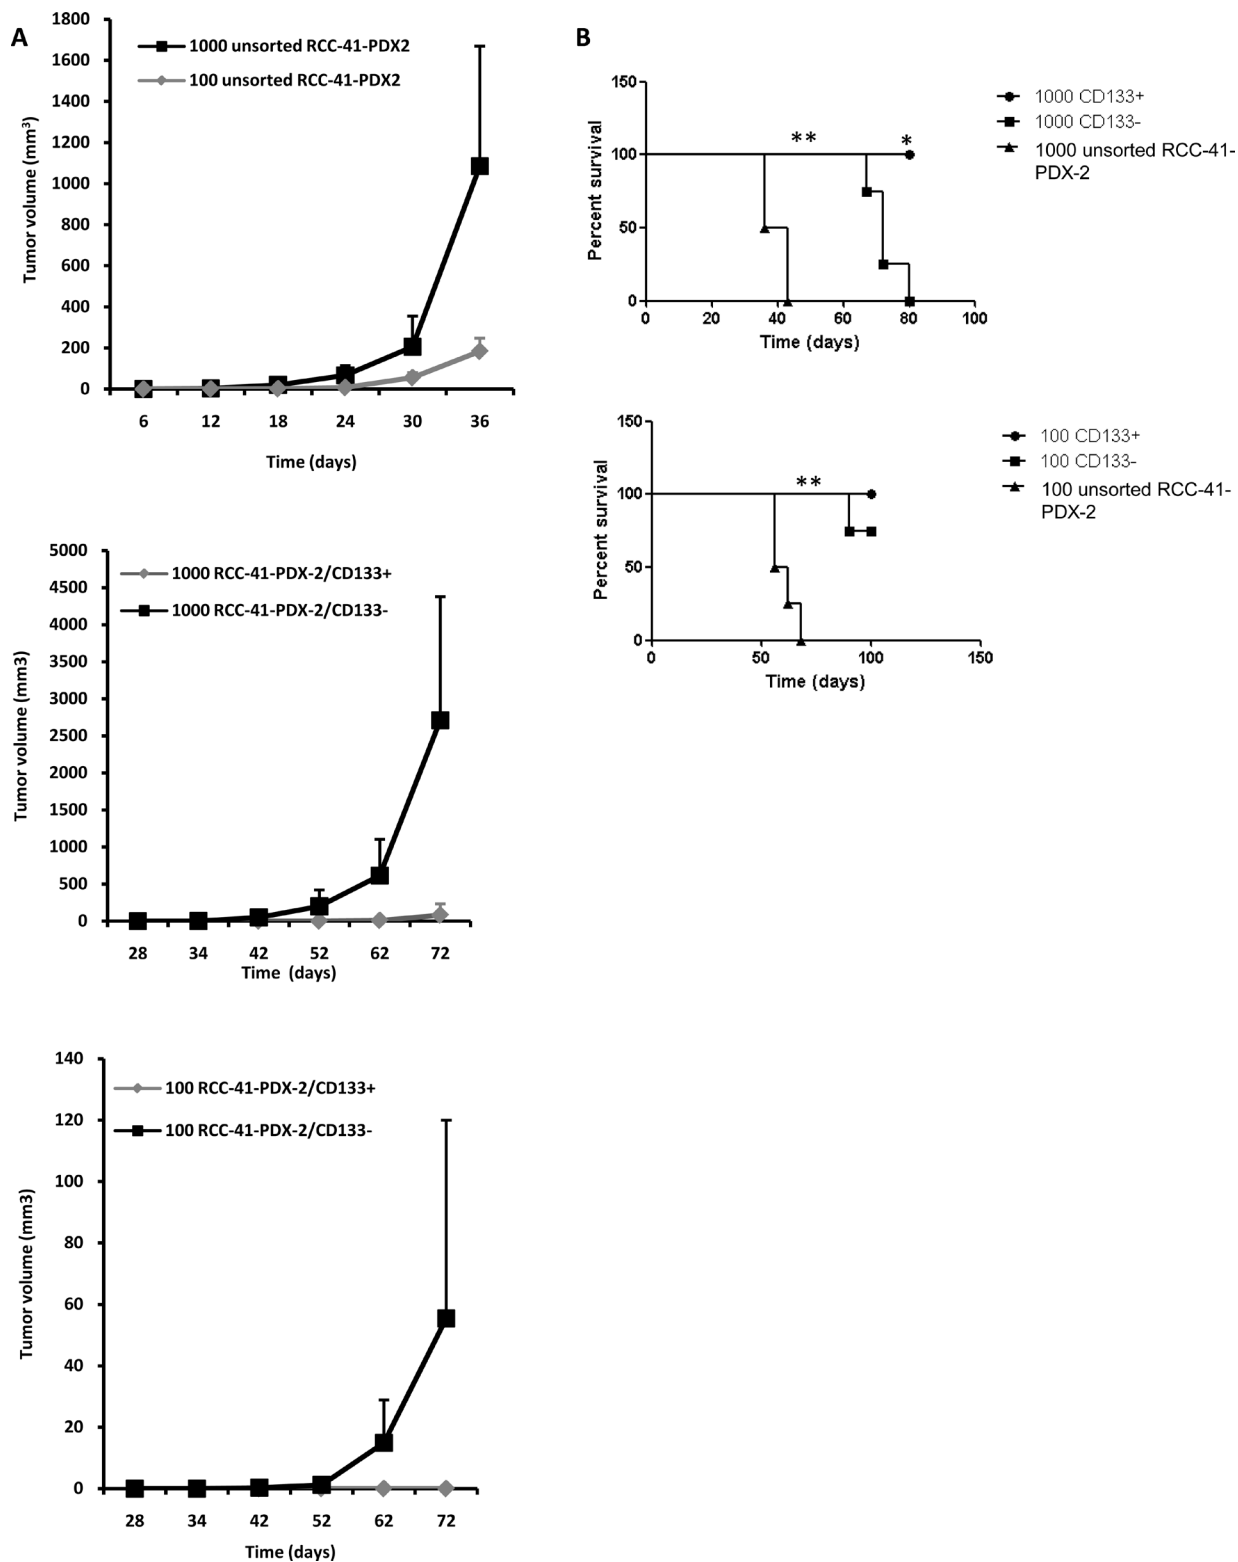 A
1800
1600
1400
1200
1000
800
600
400
200
0
Tumor volume (mm³)
1000 unsorted RCC-41-PDX2
100 unsorted RCC-41-PDX2
6 12 18 24 30 36
Time (days)
5000
4500
4000
3500
3000
2500
2000
1500
1000
500
0
Tumor volume (mm3)
1000 RCC-41-PDX-2/CD133+
1000 RCC-41-PDX-2/CD133-
28 34 42 52 62 72
Time (days)
140
120
100
80
60
40
20
0
Tumor volume (mm3)
100 RCC-41-PDX-2/CD133+
100 RCC-41-PDX-2/CD133-
28 34 42 52 62 72
Time (days)
B
150
100
50
0
Percent survival
** *
0 20 40 60 80 100
Time (days)
1000 CD133+
1000 CD133-
1000 unsorted RCC-41-
PDX-2
150
100
50
0
Percent survival
**
0 50 100 150
Time (days)
100 CD133+
100 CD133-
100 unsorted RCC-41-
PDX-2